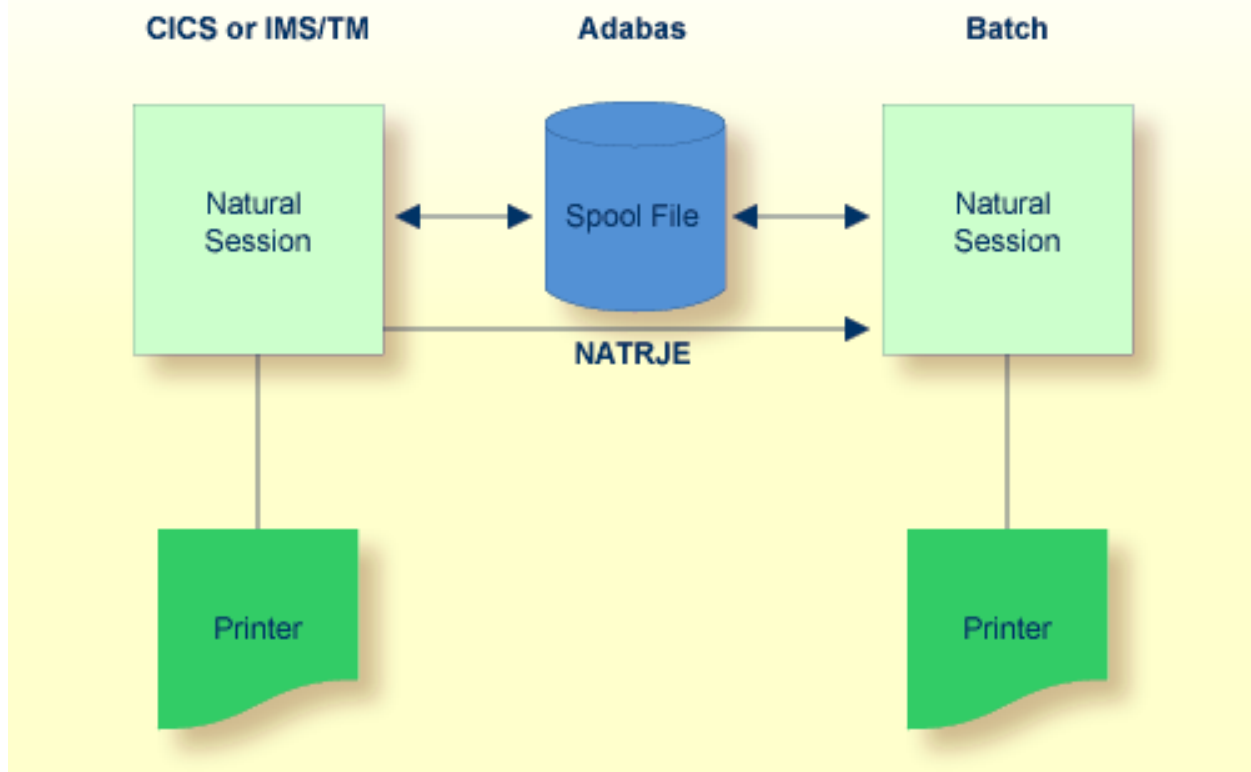 CICS or IMS/TM
Adabas
Batch
Natural
Session
Spool File
Natural
Session
NATRJE
Printer
Printer